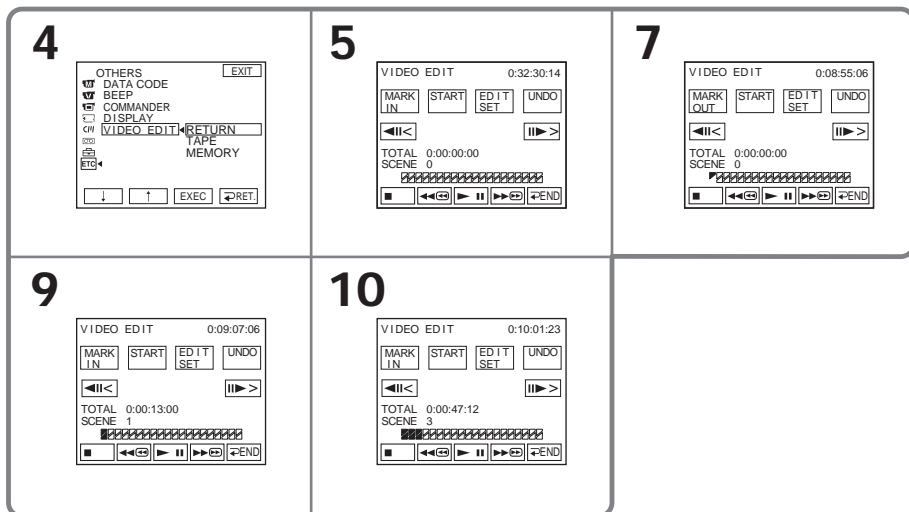 4
OTHERS EXIT
DATA CODE
BEEP
COMMANDER
DISPLAY
VIDEO EDIT RETURN
TAPE
MEMORY
ETC
↓ ↑ EXEC RET.
5
VIDEO EDIT 0:32:30:14
MARK IN START EDIT SET UNDO
TOTAL 0:00:00:00
SCENE 0
END
7
VIDEO EDIT 0:08:55:06
MARK OUT START EDIT SET UNDO
TOTAL 0:00:00:00
SCENE 0
END
9
VIDEO EDIT 0:09:07:06
MARK IN START EDIT SET UNDO
TOTAL 0:00:13:00
SCENE 1
END
10
VIDEO EDIT 0:10:01:23
MARK IN START EDIT SET UNDO
TOTAL 0:00:47:12
SCENE 3
END